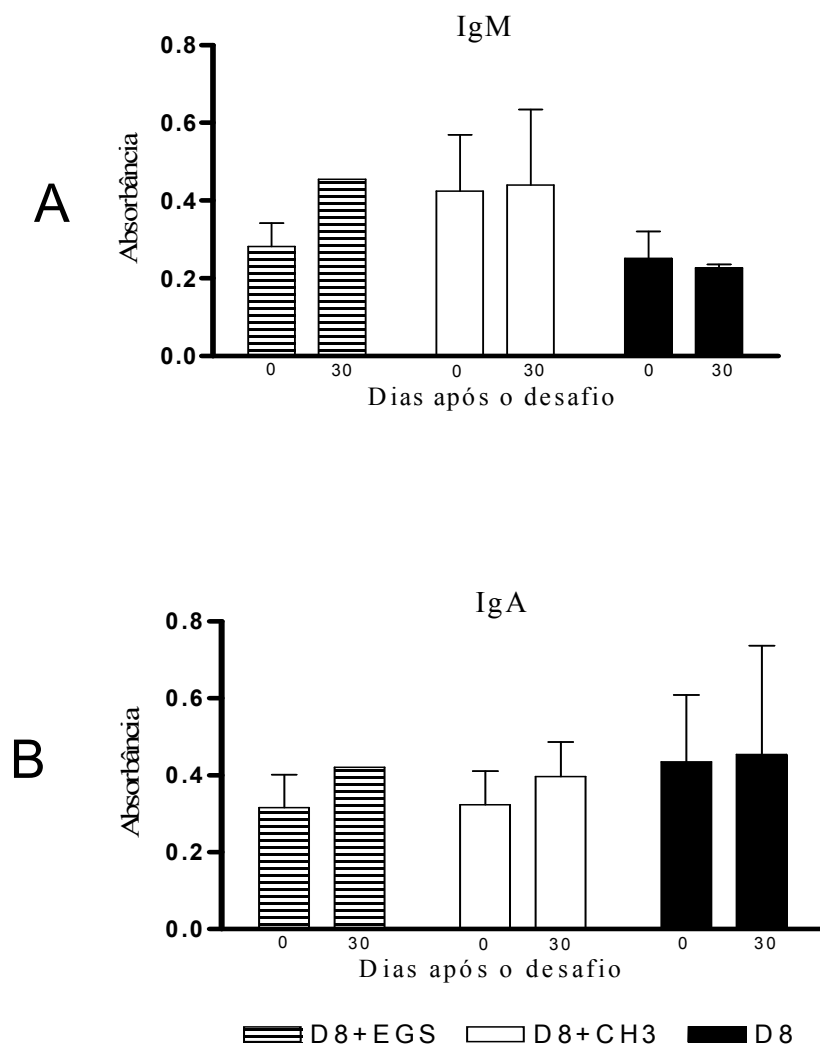 IgM
A
Absorbância
0.8
0.6
0.4
0.2
0.0
0 30 0 30 0 30
Dias após o desafio
IgA
B
Absorbância
0.8
0.6
0.4
0.2
0.0
0 30 0 30 0 30
Dias após o desafio
D8+EGS D8+CH3 D8